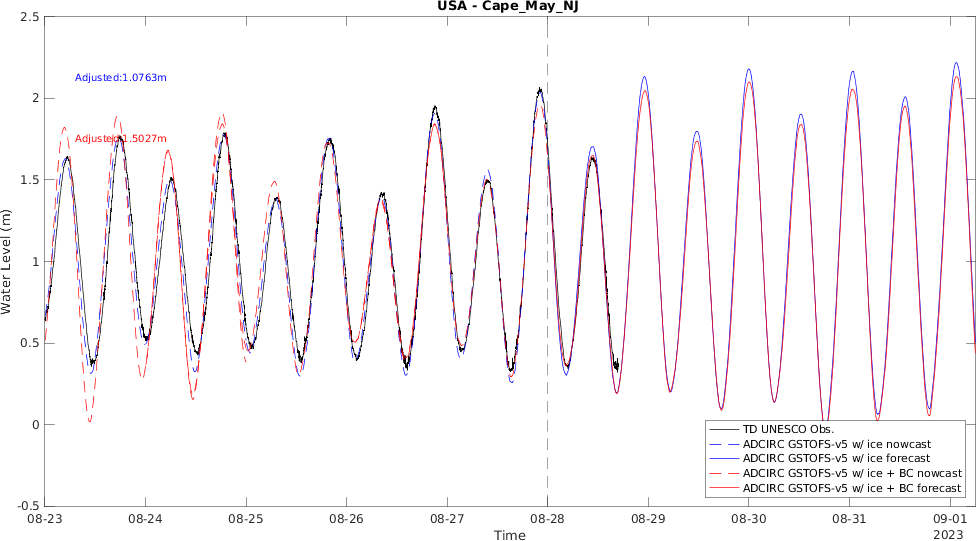 USA - Cape_May_NJ
2.5
2
1.5
1
0.5
0
-0.5
Water Level (m)
Adjusted:1.0763m
Adjusted:1.5027m
TD UNESCO Obs.
ADCIRC GSTOFS-v5 w/ ice nowcast
ADCIRC GSTOFS-v5 w/ ice forecast
ADCIRC GSTOFS-v5 w/ ice + BC nowcast
ADCIRC GSTOFS-v5 w/ ice + BC forecast
08-23 08-24 08-25 08-26 08-27 08-28 08-29 08-30 08-31 09-01
Time
2023